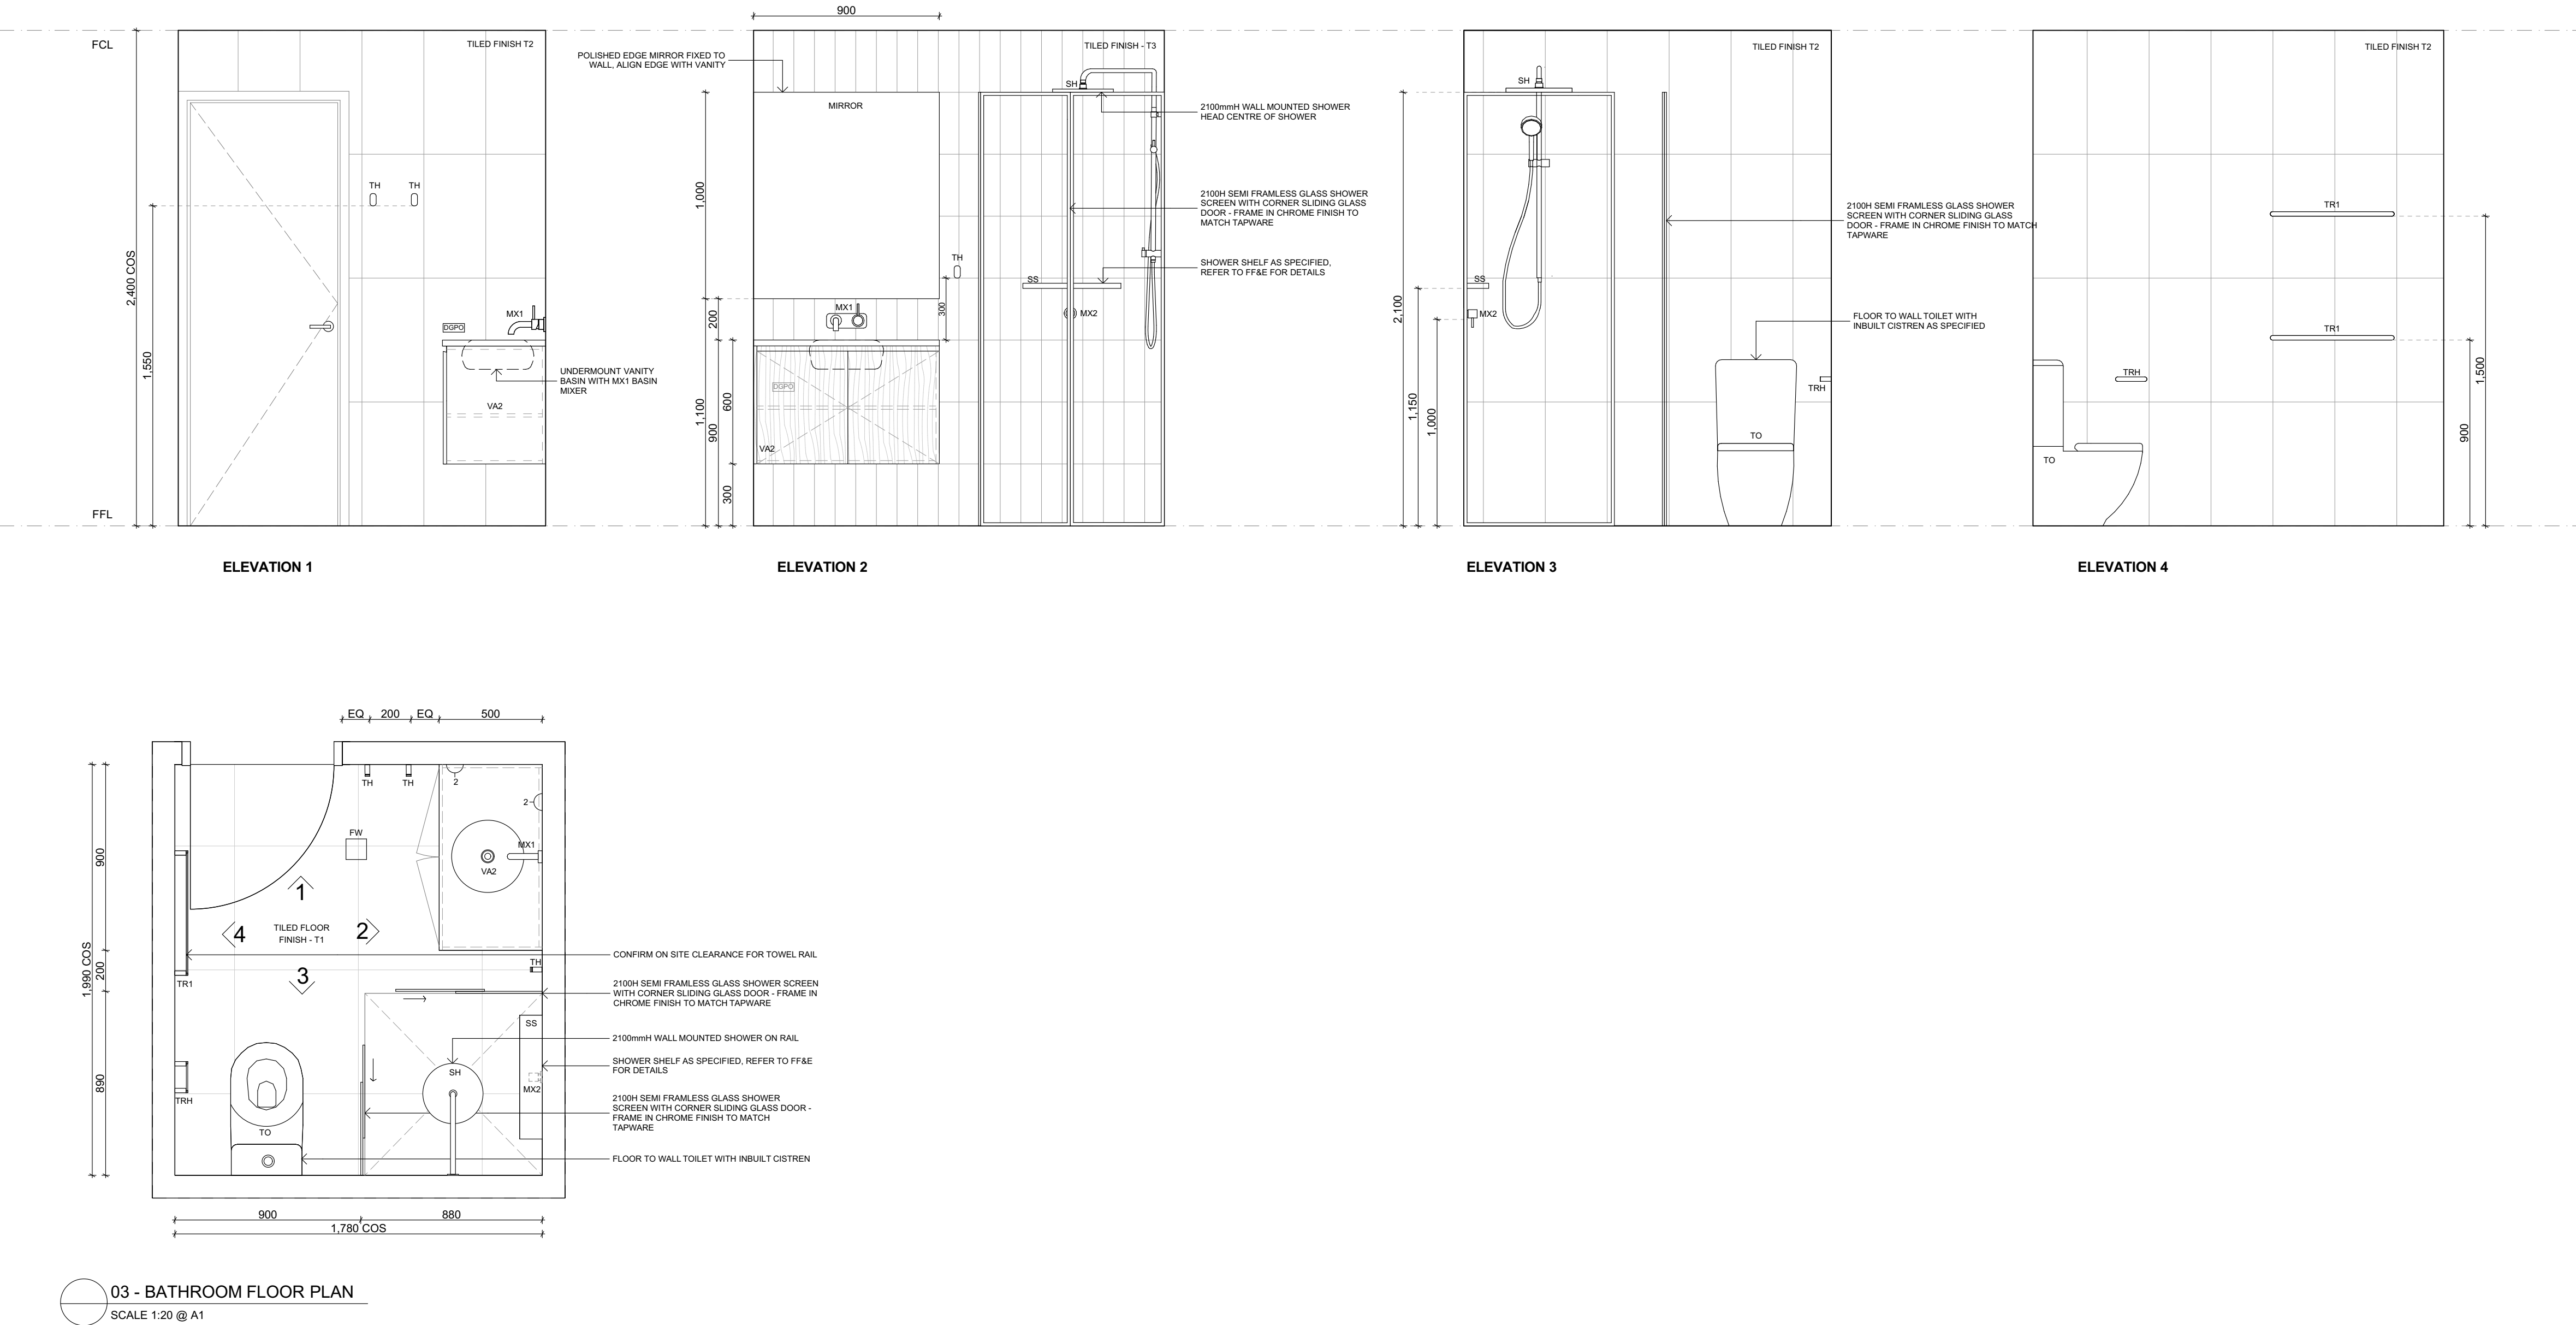 900
FCL
TILED FINISH T2
POLISHED EDGE MIRROR FIXED TO
WALL, ALIGN EDGE WITH VANITY
MIRROR
TILED FINISH - T3
SH
2100mmH WALL MOUNTED SHOWER
HEAD CENTRE OF SHOWER
2100H SEMI FRAMLESS GLASS SHOWER
SCREEN WITH CORNER SLIDING GLASS
DOOR - FRAME IN CHROME FINISH TO
MATCH TAPWARE
SHOWER SHELF AS SPECIFIED,
REFER TO FF&E FOR DETAILS
TH
TH
2,400 COS
1,550
MX1
DGPO
UNDERMOUNT VANITY
BASIN WITH MX1 BASIN
MIXER
VA2
FFL
1,000
200
1,100
900
600
300
TH
300
MX1
SS
MX2
DGPO
VA2
TILED FINISH T2
SH
SS
MX2
2,100
1,150
1,000
2100H SEMI FRAMLESS GLASS SHOWER
SCREEN WITH CORNER SLIDING GLASS
DOOR - FRAME IN CHROME FINISH TO MATCH
TAPWARE
FLOOR TO WALL TOILET WITH
INBUILT CISTREN AS SPECIFIED
TRH
TO
TILED FINISH T2
TR1
TR1
TRH
TO
1,500
900
ELEVATION 1
ELEVATION 2
ELEVATION 3
ELEVATION 4
EQ
200
EQ
500
TH
TH
2
2
FW
MX1
VA2
1
4
2
3
TILED FLOOR
FINISH - T1
900
1,990 COS
200
890
TR1
TRH
TH
SS
SH
MX2
TO
CONFIRM ON SITE CLEARANCE FOR TOWEL RAIL
2100H SEMI FRAMLESS GLASS SHOWER SCREEN
WITH CORNER SLIDING GLASS DOOR - FRAME IN
CHROME FINISH TO MATCH TAPWARE
2100mmH WALL MOUNTED SHOWER ON RAIL
SHOWER SHELF AS SPECIFIED, REFER TO FF&E
FOR DETAILS
2100H SEMI FRAMLESS GLASS SHOWER
SCREEN WITH CORNER SLIDING GLASS DOOR -
FRAME IN CHROME FINISH TO MATCH
TAPWARE
FLOOR TO WALL TOILET WITH INBUILT CISTREN
900
880
1,780 COS
03 - BATHROOM FLOOR PLAN
SCALE 1:20 @ A1